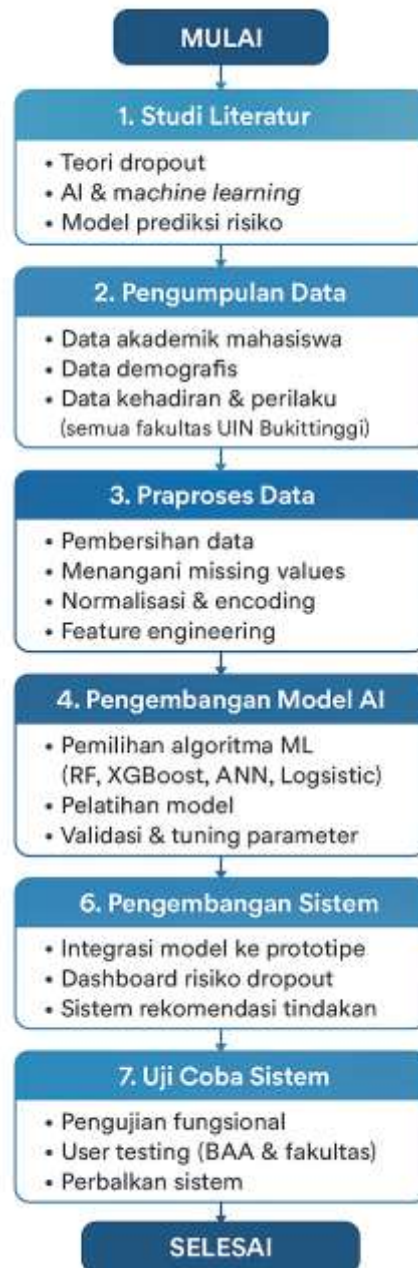 MULAI
1. Studi Literatur
• Teori dropout
• AI & machine learning
• Model prediksi risiko
2. Pengumpulan Data
• Data akademik mahasiswa
• Data demografis
• Data kehadiran & perilaku
(semua fakultas UIN Bukittinggi)
3. Praproses Data
• Pembersihan data
• Menangani missing values
• Normalisasi & encoding
• Feature engineering
4. Pengembangan Model AI
• Pemilihan algoritma ML
(RF, XGBoost, ANN, Logsistic)
• Pelatihan model
• Validasi & tuning parameter
6. Pengembangan Sistem
• Integrasi model ke prototipe
• Dashboard risiko dropout
• Sistem rekomendasi tindakan
7. Uji Coba Sistem
• Pengujian fungsional
• User testing (BAA & fakultas)
• Perbalkan sistem
SELESAI